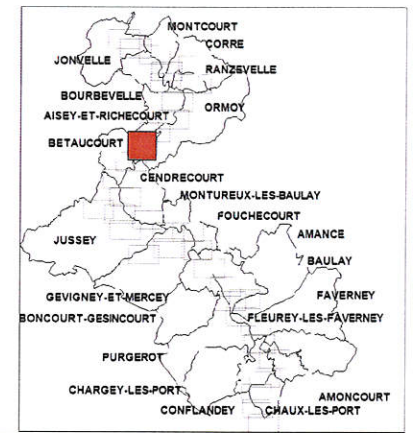 MONTCOURT
CORRE
JONVELLE
RANZEVELLE
BOURBEVELLE
ORMOY
AISEY-ET-RICHECOURT
BETAUCOURT
CENDRECOURT
MONTUREUX-LES-BAULAY
FOUCHECOURT
JUSSEY
AMANCE
BAULAY
GEVIGNEY-ET-MERCEY
FAVERNEY
BONCOURT-GESINCOURT
FLEUREY-LES-FAVERNEY
PURGEROT
CHARGEY-LES-PORT
AMONCOURT
CONFLANDEY
CHAUX-LES-PORT